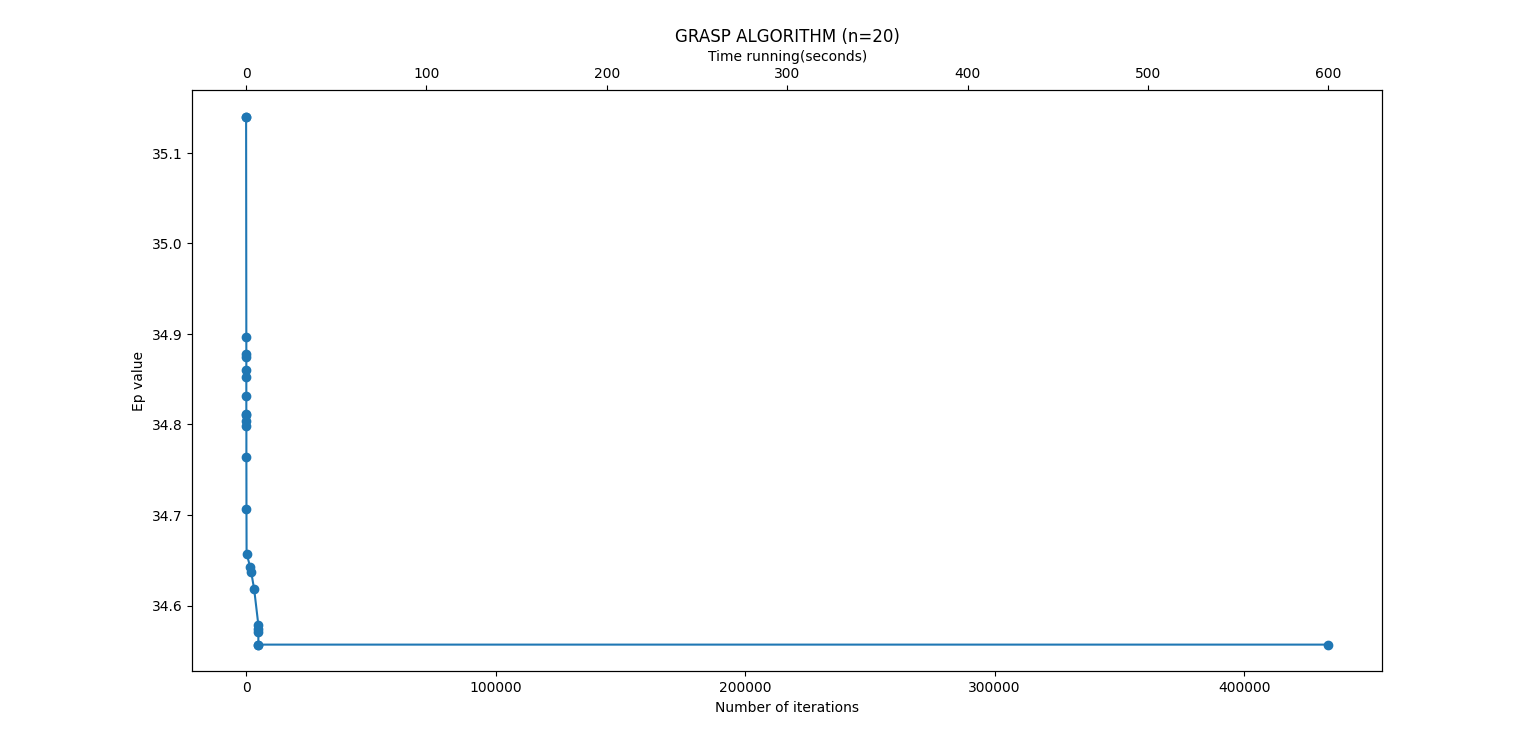 GRASP ALGORITHM (n=20)
Time running(seconds)
0 100 200 300 400 500 600
35.1
35.0
34.9
34.8
34.7
34.6
Ep value
0 100000 200000 300000 400000
Number of iterations